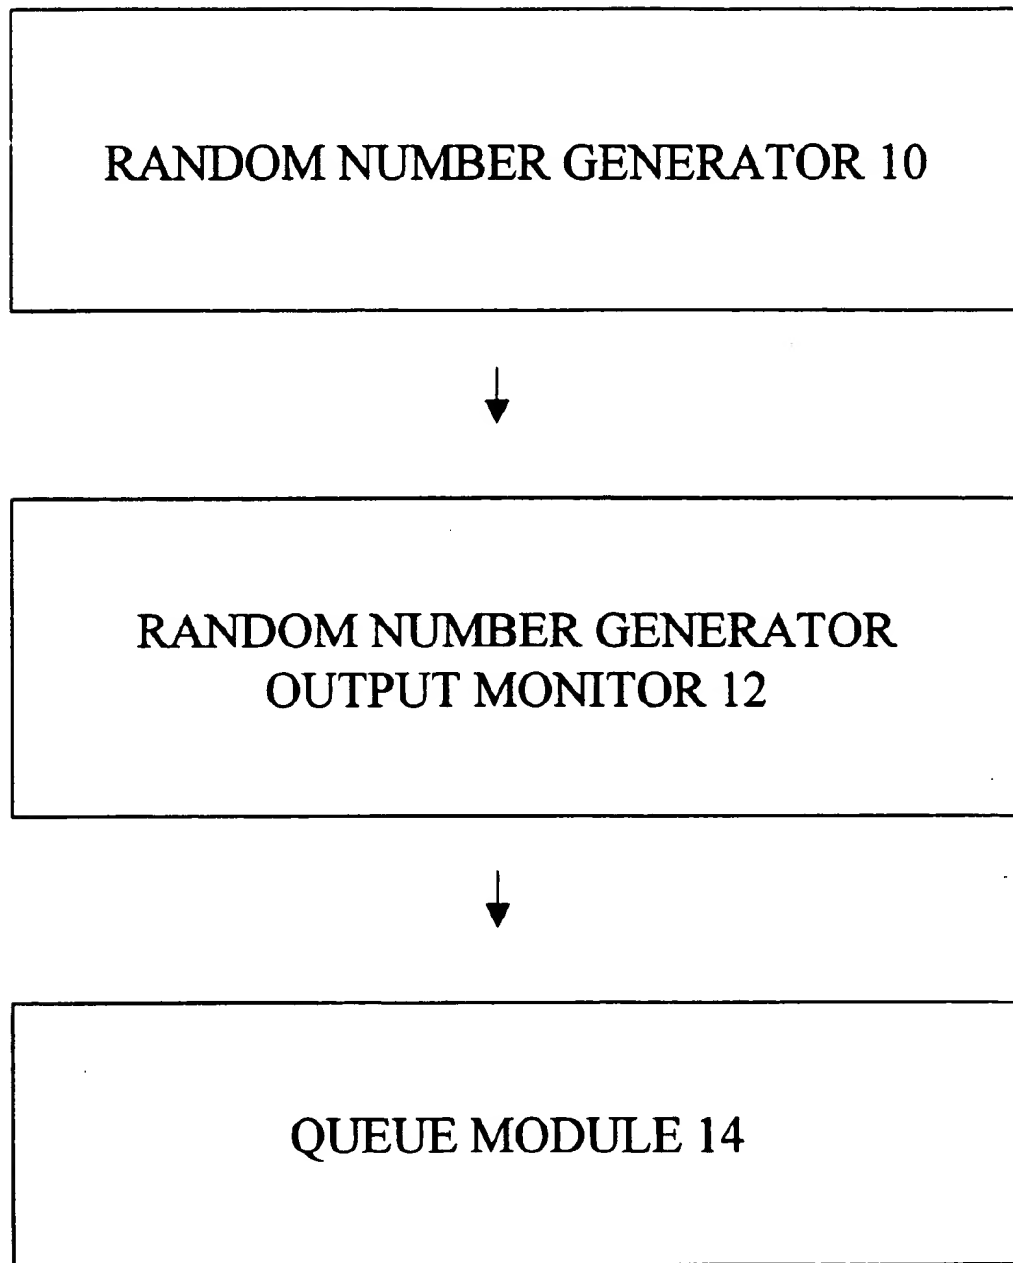 RANDOM NUMBER GENERATOR 10
RANDOM NUMBER GENERATOR
OUTPUT MONITOR 12
QUEUE MODULE 14